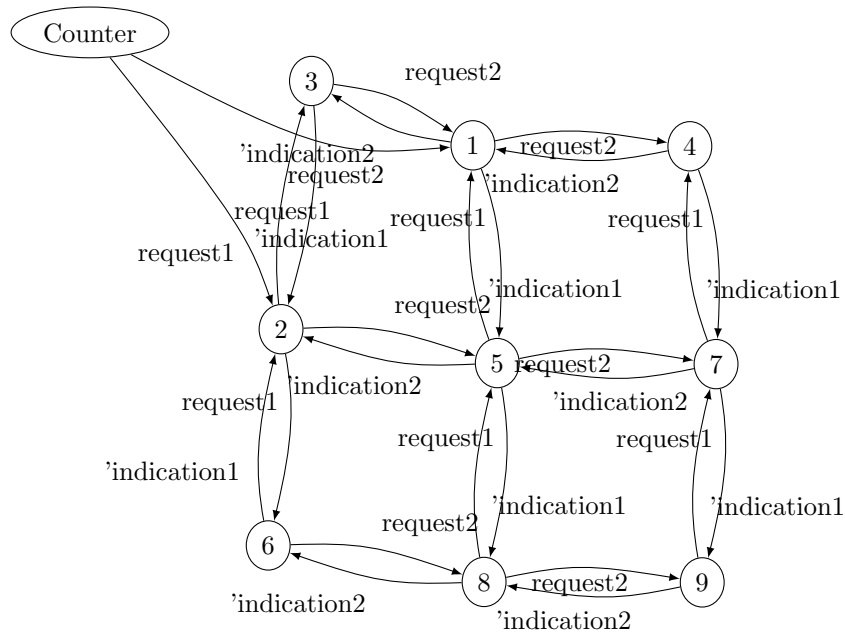 Counter
3
request2
1
request2
4
'indication2
request2
'indication2
request1
request1
request1
'indication1
request1
'indication1
'indication1
request2
2
5
request2
7
'indication2
'indication2
request1
request1
request1
'indication1
'indication1
'indication1
request2
6
8
request2
9
'indication2
'indication2